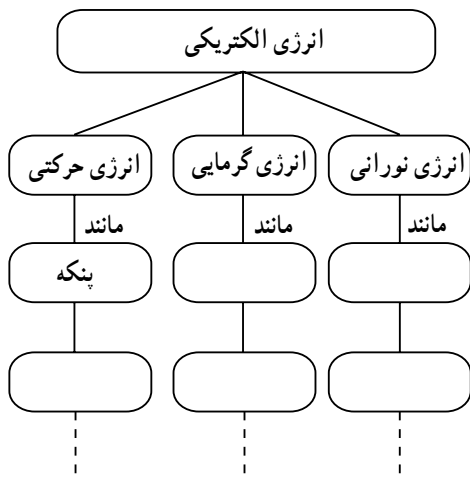 انرژی الکتریکی
انرژی نورانی
انرژی گرمایی
انرژی حرکتی
مانند
مانند
مانند
پنکه